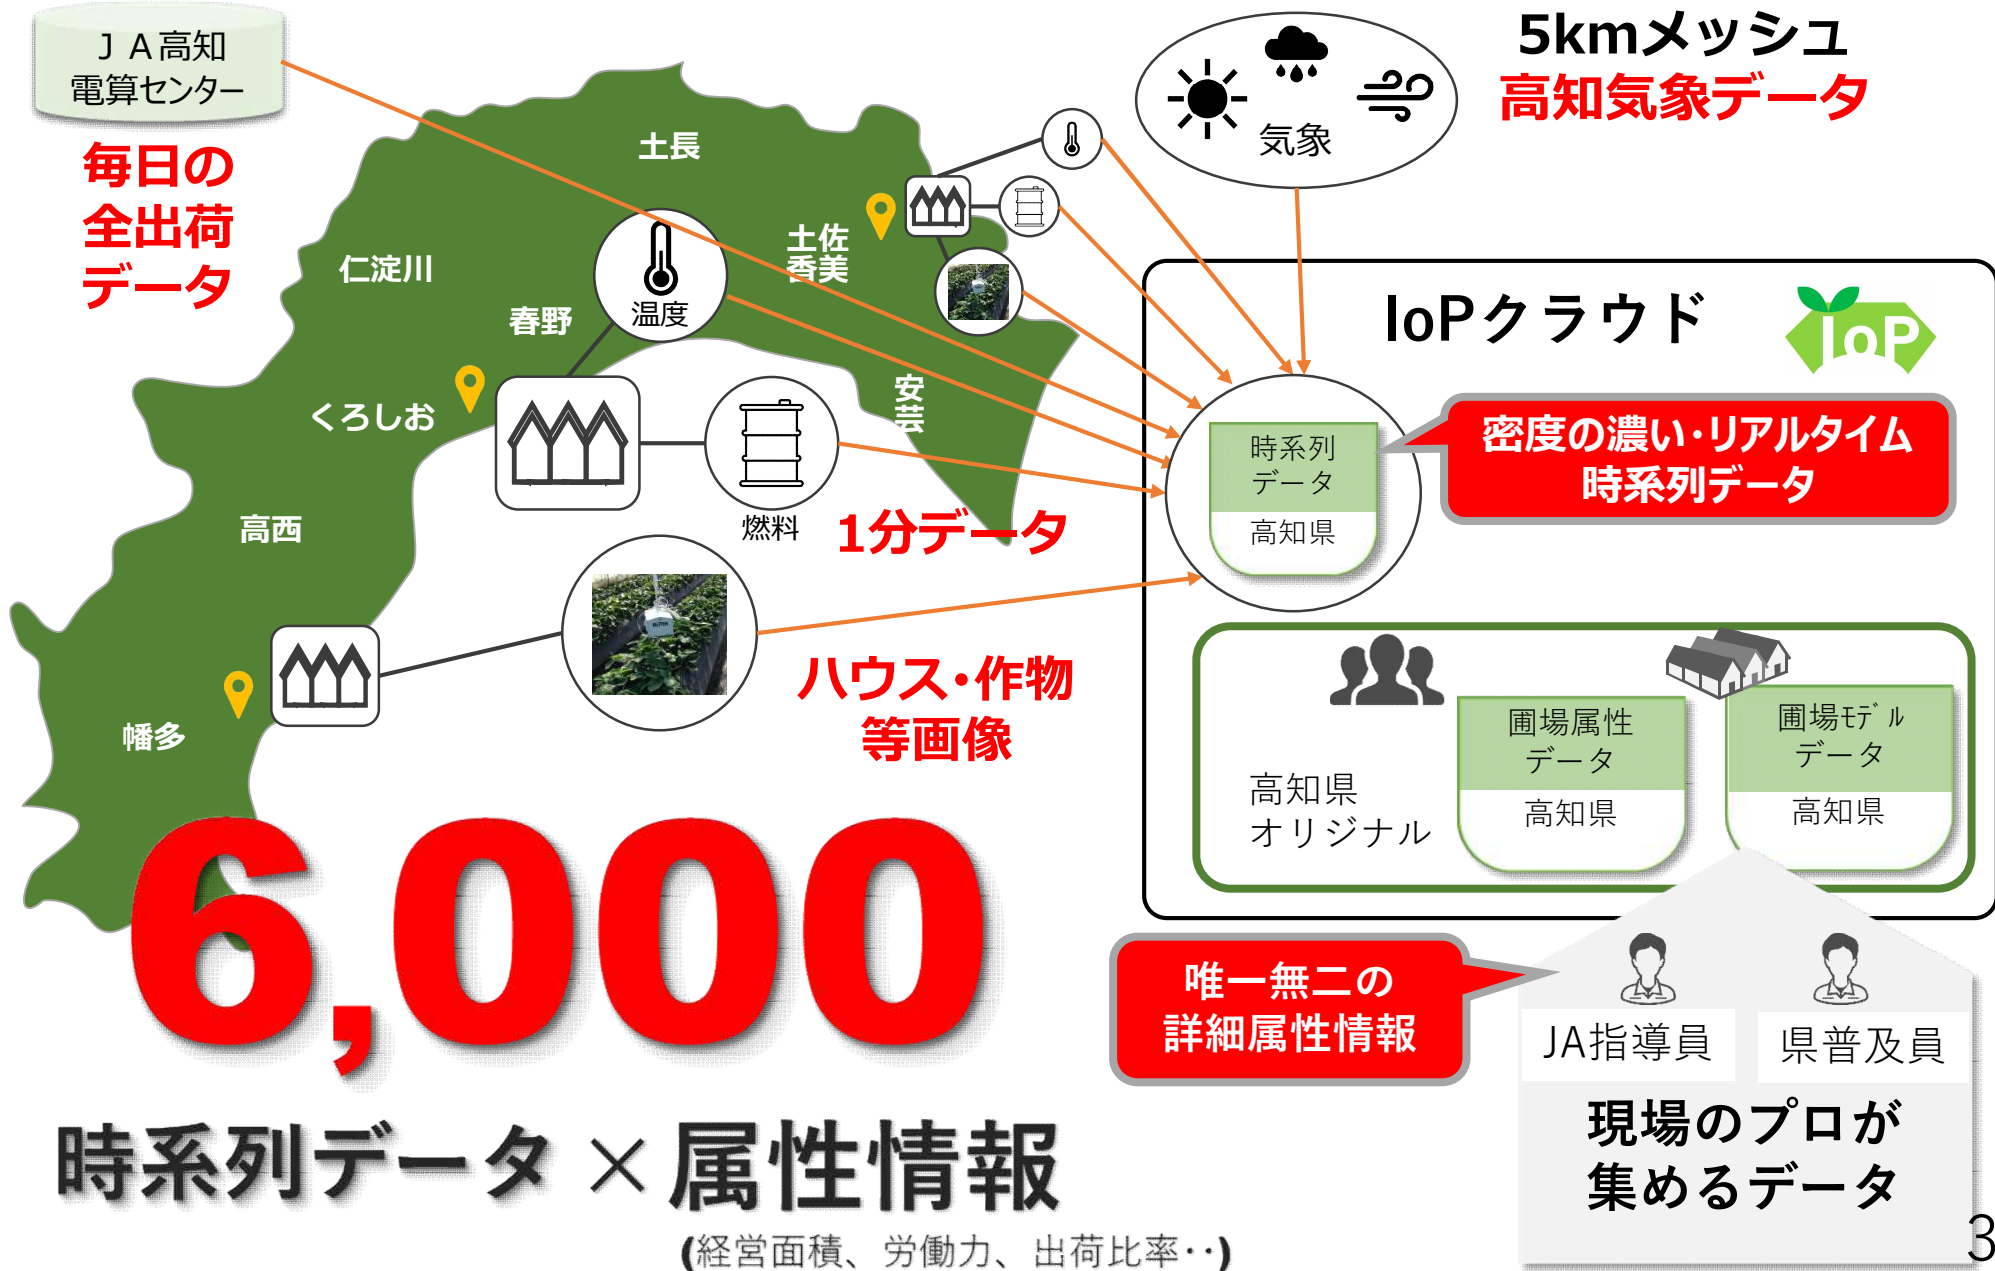 ＪＡ高知
電算センター
毎日の
全出荷
データ
5kmメッシュ
高知気象データ
気象
土長
土佐
香美
仁淀川
春野
温度
安
芸
くろしお
高西
幡多
燃料
1分データ
ハウス・作物
等画像
IoPクラウド
IoP
時系列
データ
高知県
密度の濃い・リアルタイム
時系列データ
高知県
オリジナル
圃場属性
データ
高知県
圃場ﾓﾃﾞﾙ
データ
高知県
唯一無二の
詳細属性情報
JA指導員
県普及員
現場のプロが
集めるデータ
6,000
時系列データ×属性情報
(経営面積、労働力、出荷比率‥)
3